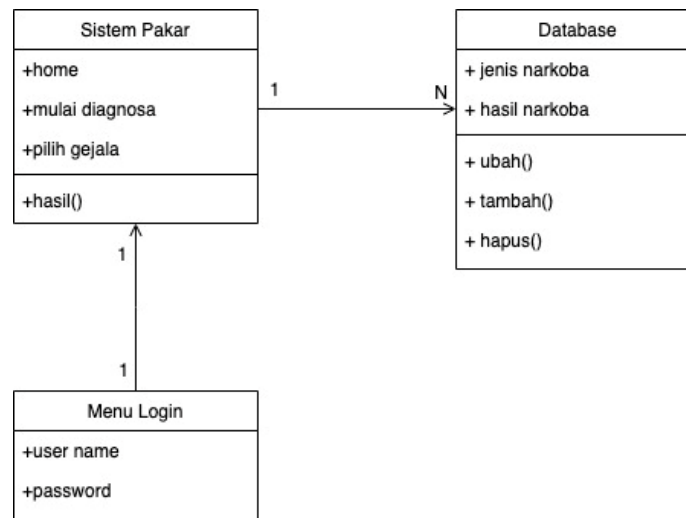 Sistem Pakar
+home
+mulai diagnosa
+pilih gejala
+hasil()
1
N
Database
+ jenis narkoba
+ hasil narkoba
+ ubah()
+ tambah()
+ hapus()
1
1
Menu Login
+user name
+password